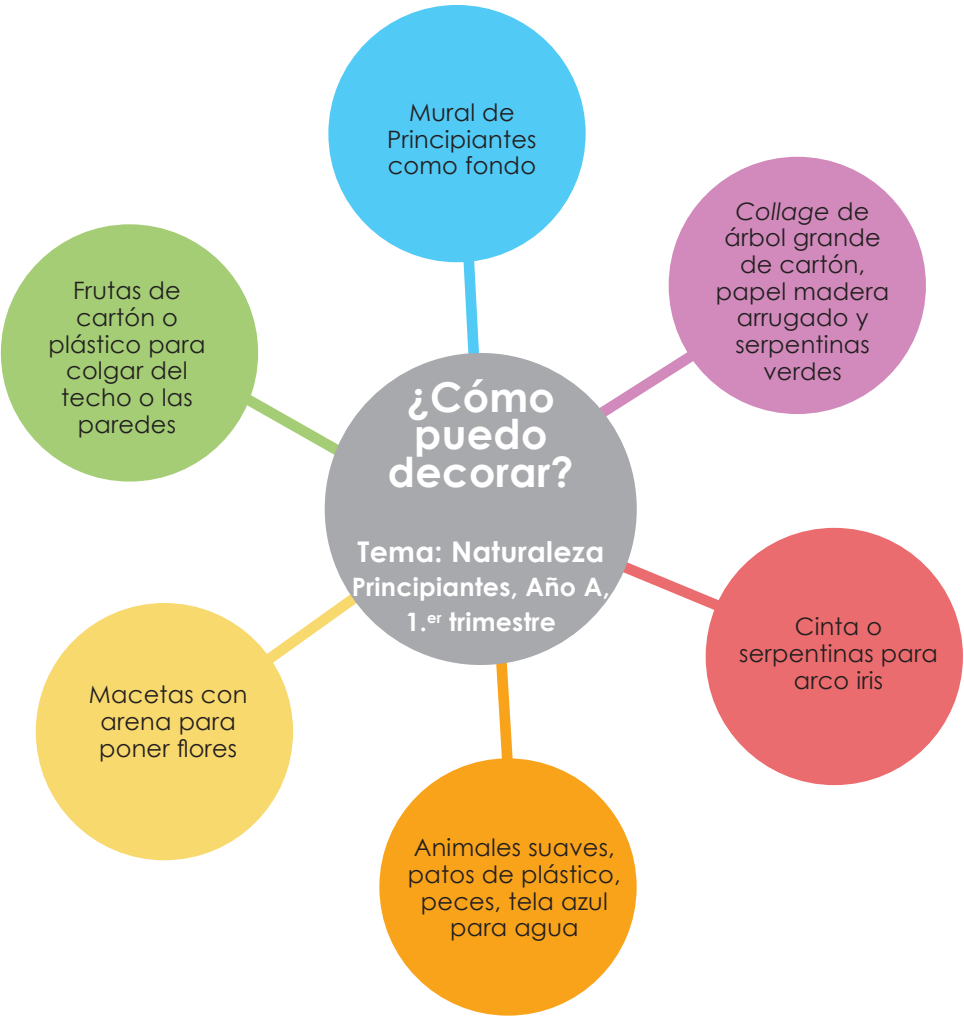 Mural de
Principiantes
como fondo
Collage de
árbol grande
de cartón,
papel madera
arrugado y
serpentinas
verdes
Frutas de
cartón o
plástico para
colgar del
techo o las
paredes
¿Cómo
puedo
decorar?
Tema: Naturaleza
Principiantes, Año A,
1.er trimestre
Cinta o
serpentinas para
arco iris
Macetas con
arena para
poner flores
Animales suaves,
patos de plástico,
peces, tela azul
para agua